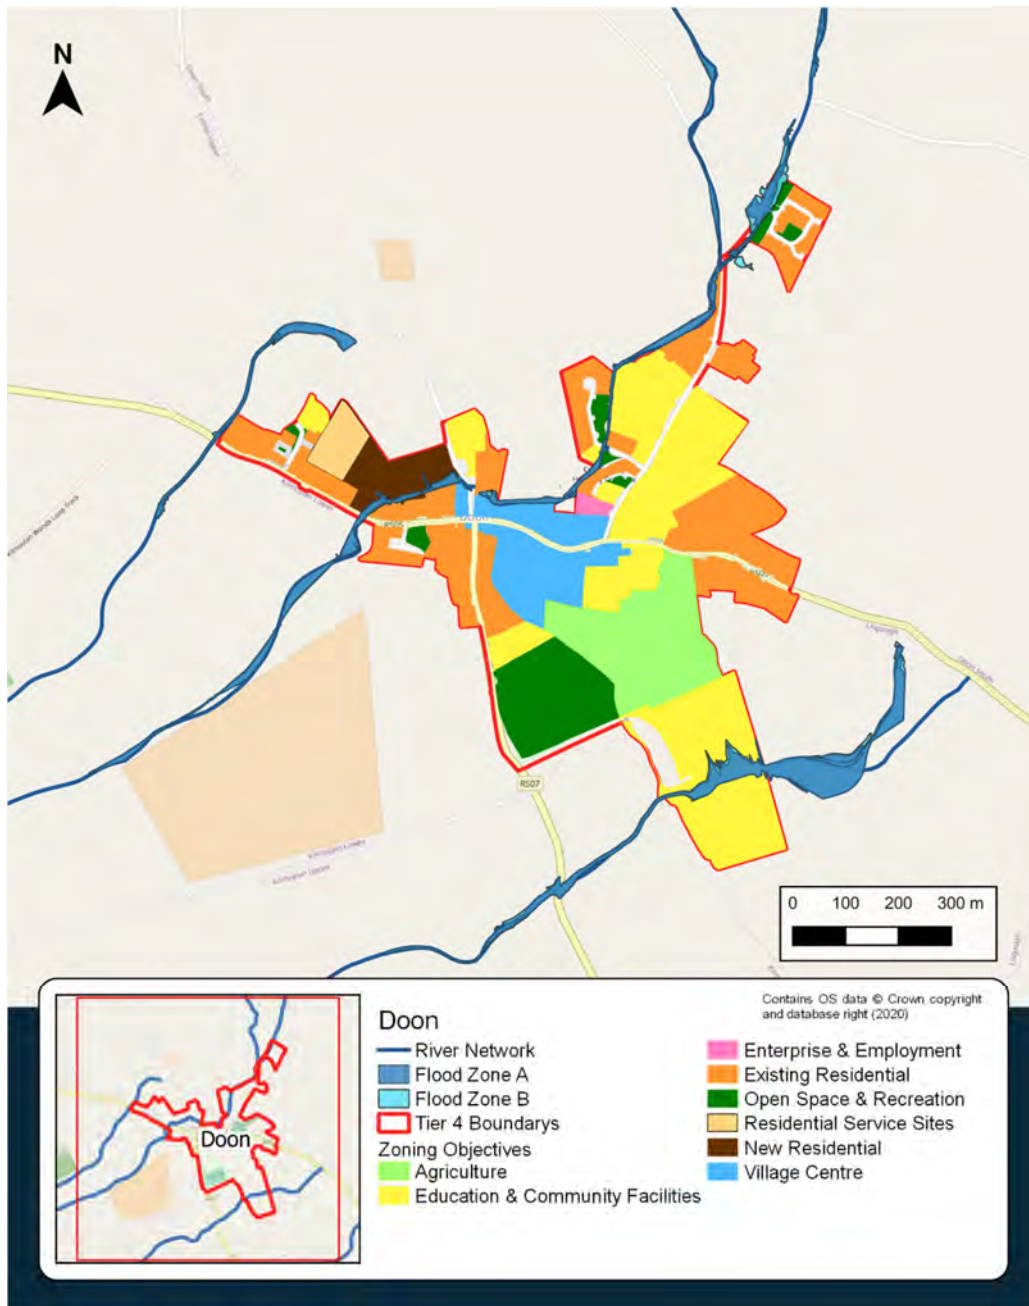 N
R505
DOON
R507
0 100 200 300 m
Doon
Contains OS data © Crown copyright
and database right (2020)
River Network
Flood Zone A
Flood Zone B
Tier 4 Boundarys
Zoning Objectives
Agriculture
Education & Community Facilities
Enterprise & Employment
Existing Residential
Open Space & Recreation
Residential Service Sites
New Residential
Village Centre
Doon